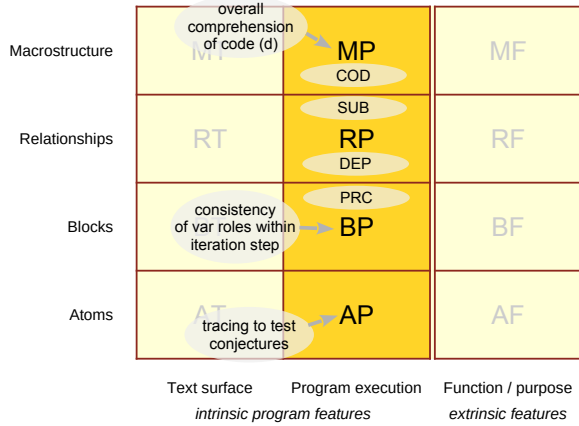 overall
comprehension
of code (d)
Macrostructure
MT
MP
MF
COD
SUB
Relationships
RT
RP
RF
DEP
PRC
consistency
of var roles within
iteration step
Blocks
BP
BF
Atoms
AT
AP
AF
tracing to test
conjectures
Text surface
Program execution
Function / purpose
intrinsic program features
extrinsic features